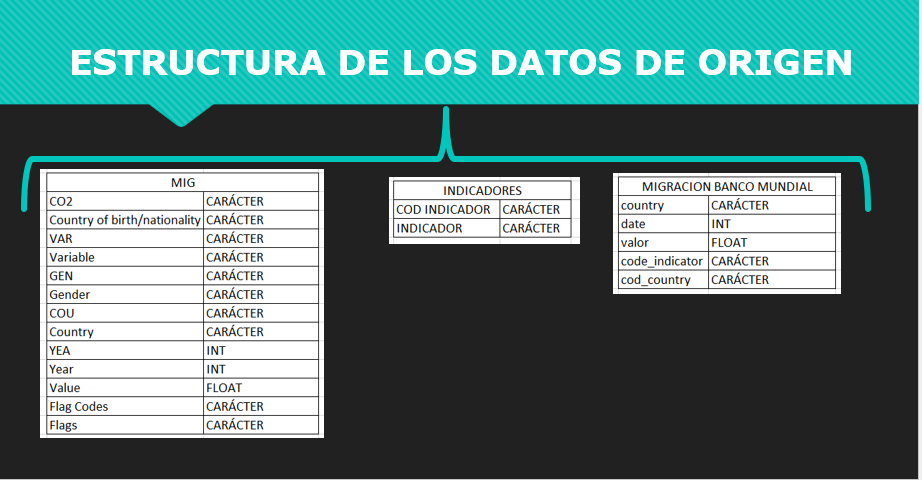 ESTRUCTURA DE LOS DATOS DE ORIGEN
MIG
CO2 CARÁCTER
Country of birth/nationality CARÁCTER
VAR CARÁCTER
Variable CARÁCTER
GEN CARÁCTER
Gender CARÁCTER
COU CARÁCTER
Country CARÁCTER
YEA INT
Year INT
Value FLOAT
Flag Codes CARÁCTER
Flags CARÁCTER
INDICADORES
COD INDICADOR CARÁCTER
INDICADOR CARÁCTER
MIGRACION BANCO MUNDIAL
country CARÁCTER
date INT
valor FLOAT
code_indicator CARÁCTER
cod_country CARÁCTER